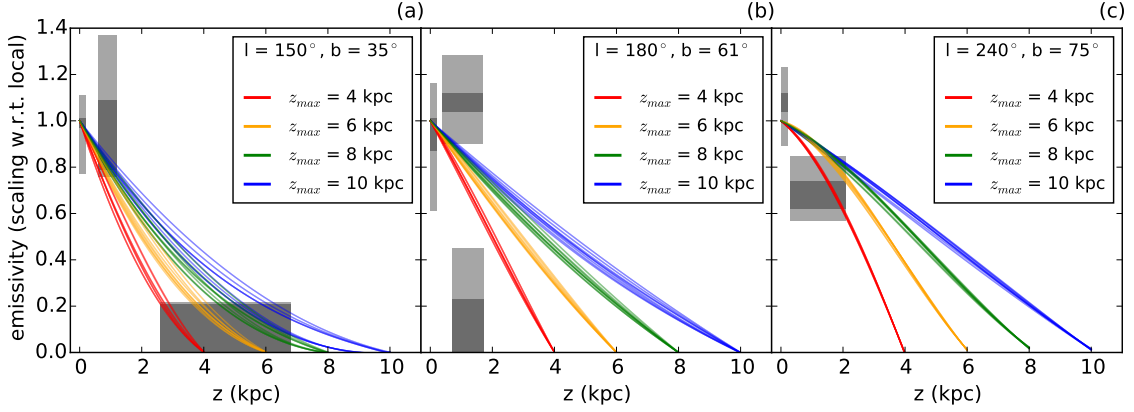 (a) (b) (c)
emissivity (scaling w.r.t. local)
1.4
1.2
1.0
0.8
0.6
0.4
0.2
0.0
l = 150°, b = 35°
z_max = 4 kpc
z_max = 6 kpc
z_max = 8 kpc
z_max = 10 kpc
0 2 4 6 8 10
z (kpc)
l = 180°, b = 61°
z_max = 4 kpc
z_max = 6 kpc
z_max = 8 kpc
z_max = 10 kpc
0 2 4 6 8 10
z (kpc)
l = 240°, b = 75°
z_max = 4 kpc
z_max = 6 kpc
z_max = 8 kpc
z_max = 10 kpc
0 2 4 6 8 10
z (kpc)